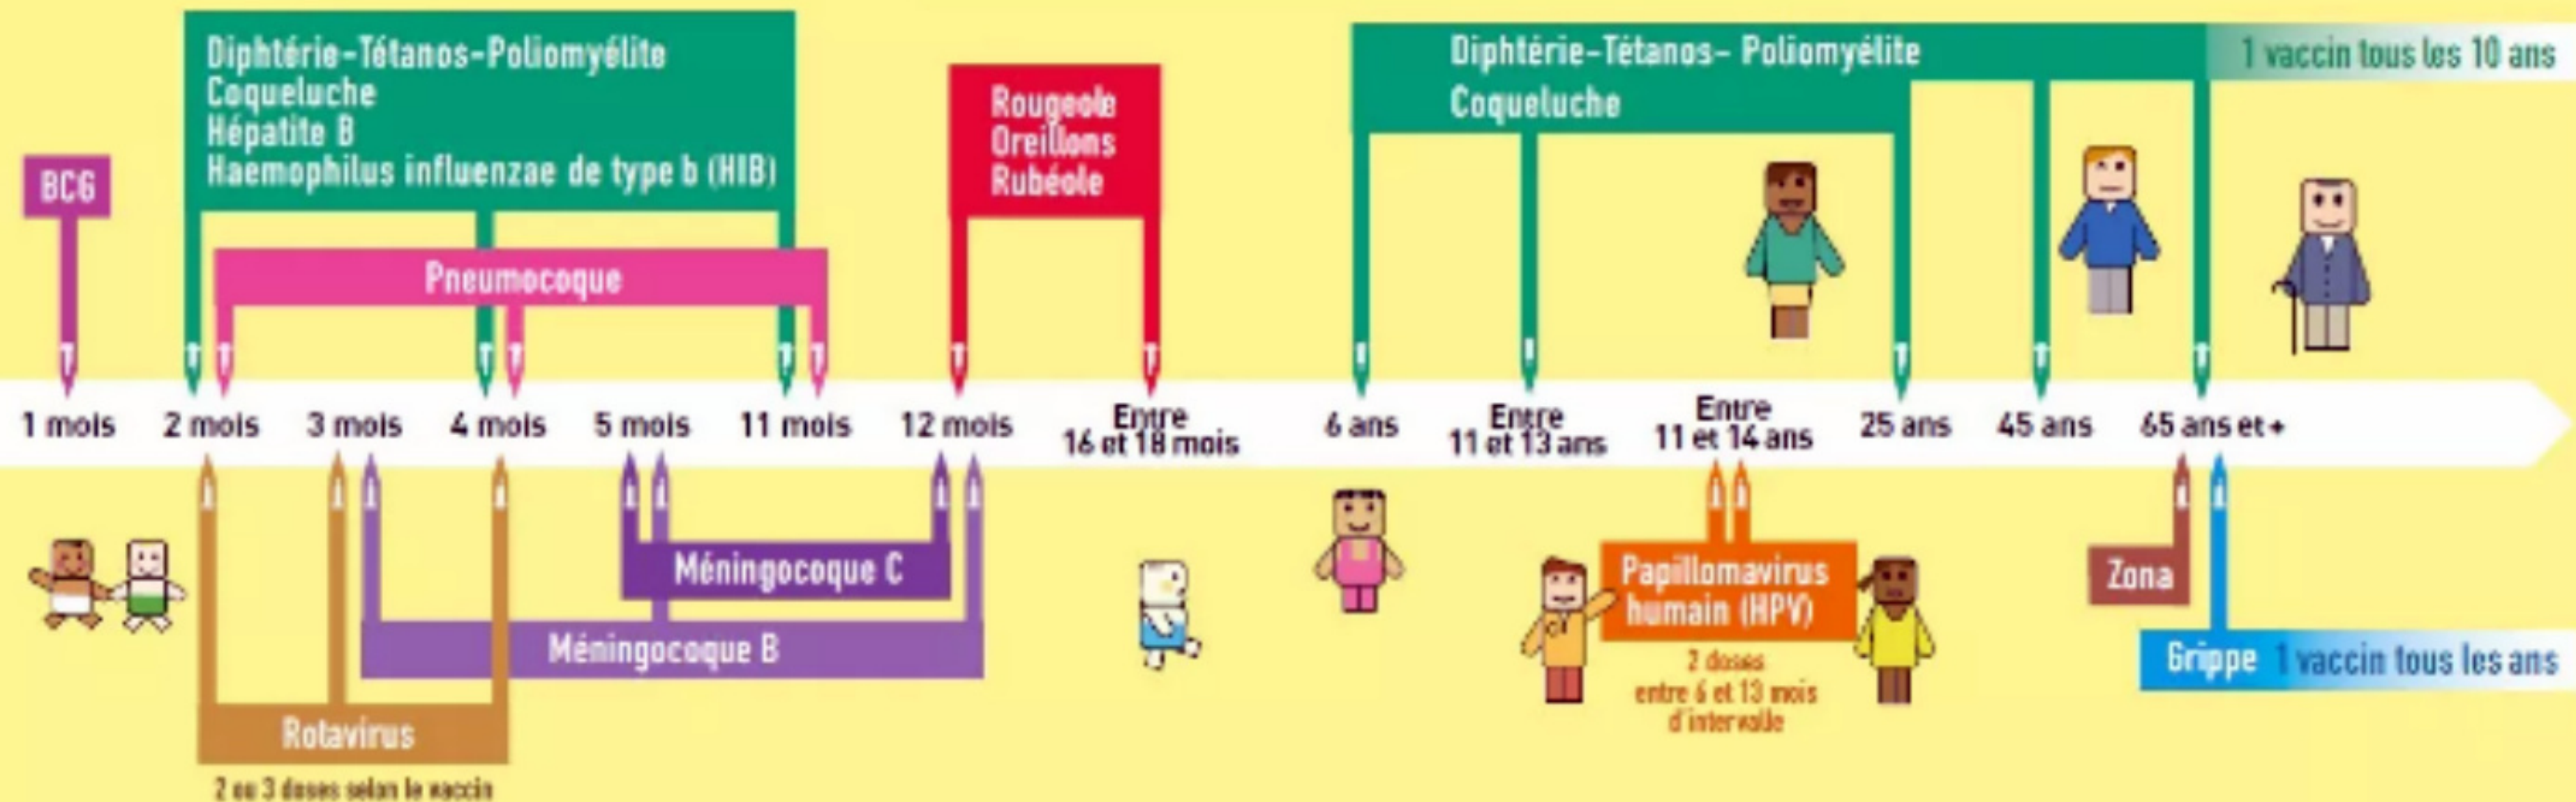 BCG
Diphtérie-Tétanos-Poliomyélite
Coqueluche
Hépatite B
Haemophilus influenzae de type b (HIB)
Pneumocoque
Rougeole
Oreillons
Rubéole
Diphtérie-Tétanos- Poliomyélite
Coqueluche
1 vaccin tous les 10 ans
1 mois
2 mois
3 mois
4 mois
5 mois
11 mois
12 mois
Entre
16 et 18 mois
6 ans
Entre
11 et 13 ans
Entre
11 et 14 ans
25 ans
45 ans
65 ans et +
Méningocoque C
Méningocoque B
Rotavirus
2 ou 3 doses selon le vaccin
Papillomavirus
humain (HPV)
2 doses
entre 6 et 13 mois
d'intervalle
Zona
Grippe 1 vaccin tous les ans